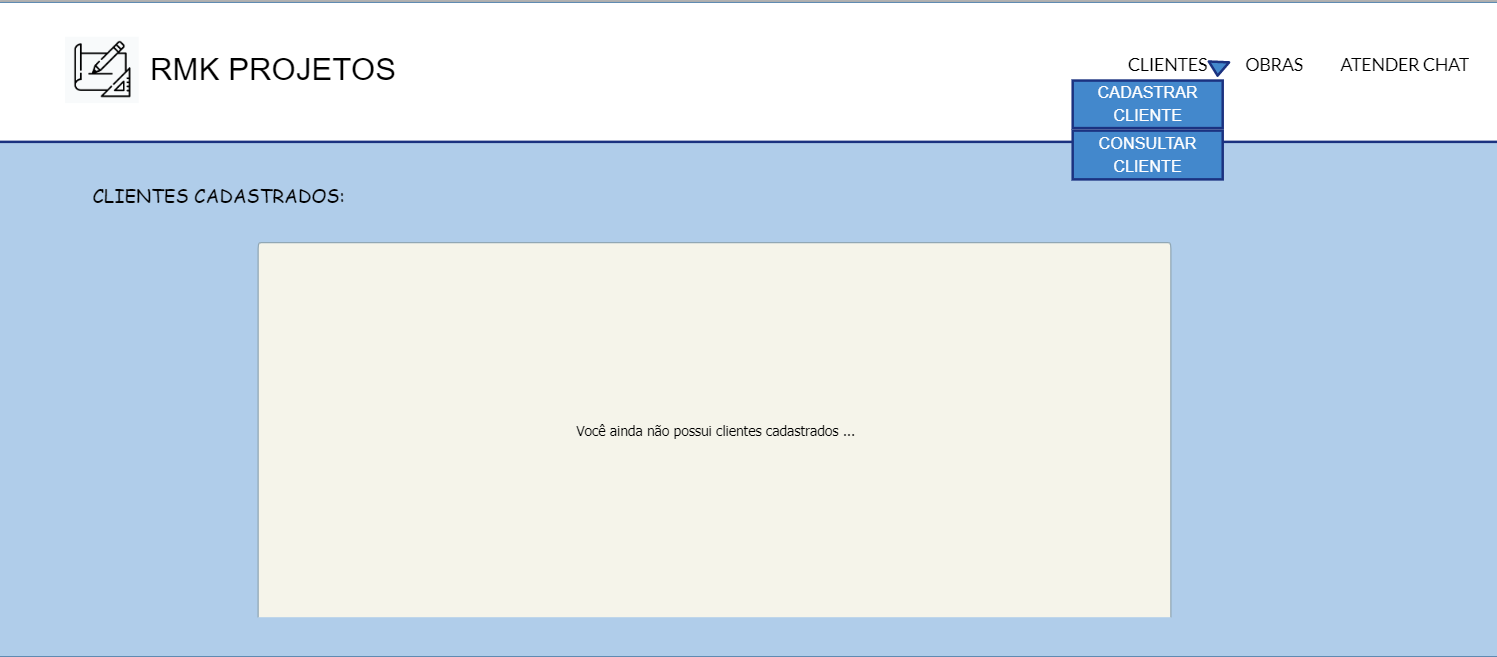 RMK PROJETOS
CLIENTES OBRAS ATENDER CHAT
CADASTRAR
CLIENTE
CONSULTAR
CLIENTE
CLIENTES CADASTRADOS:
Você ainda não possui clientes cadastrados ...